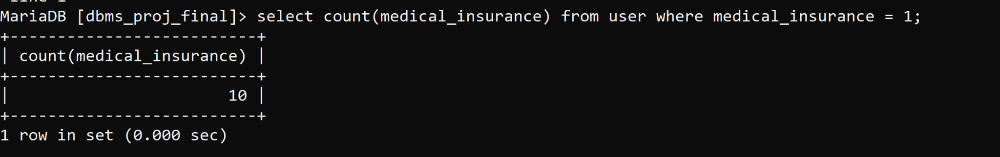 MariaDB [dbms_proj_final]> select count(medical_insurance) from user where medical_insurance = 1;
+--------------------------+
| count(medical_insurance) |
+--------------------------+
|                       10 |
+--------------------------+
1 row in set (0.000 sec)